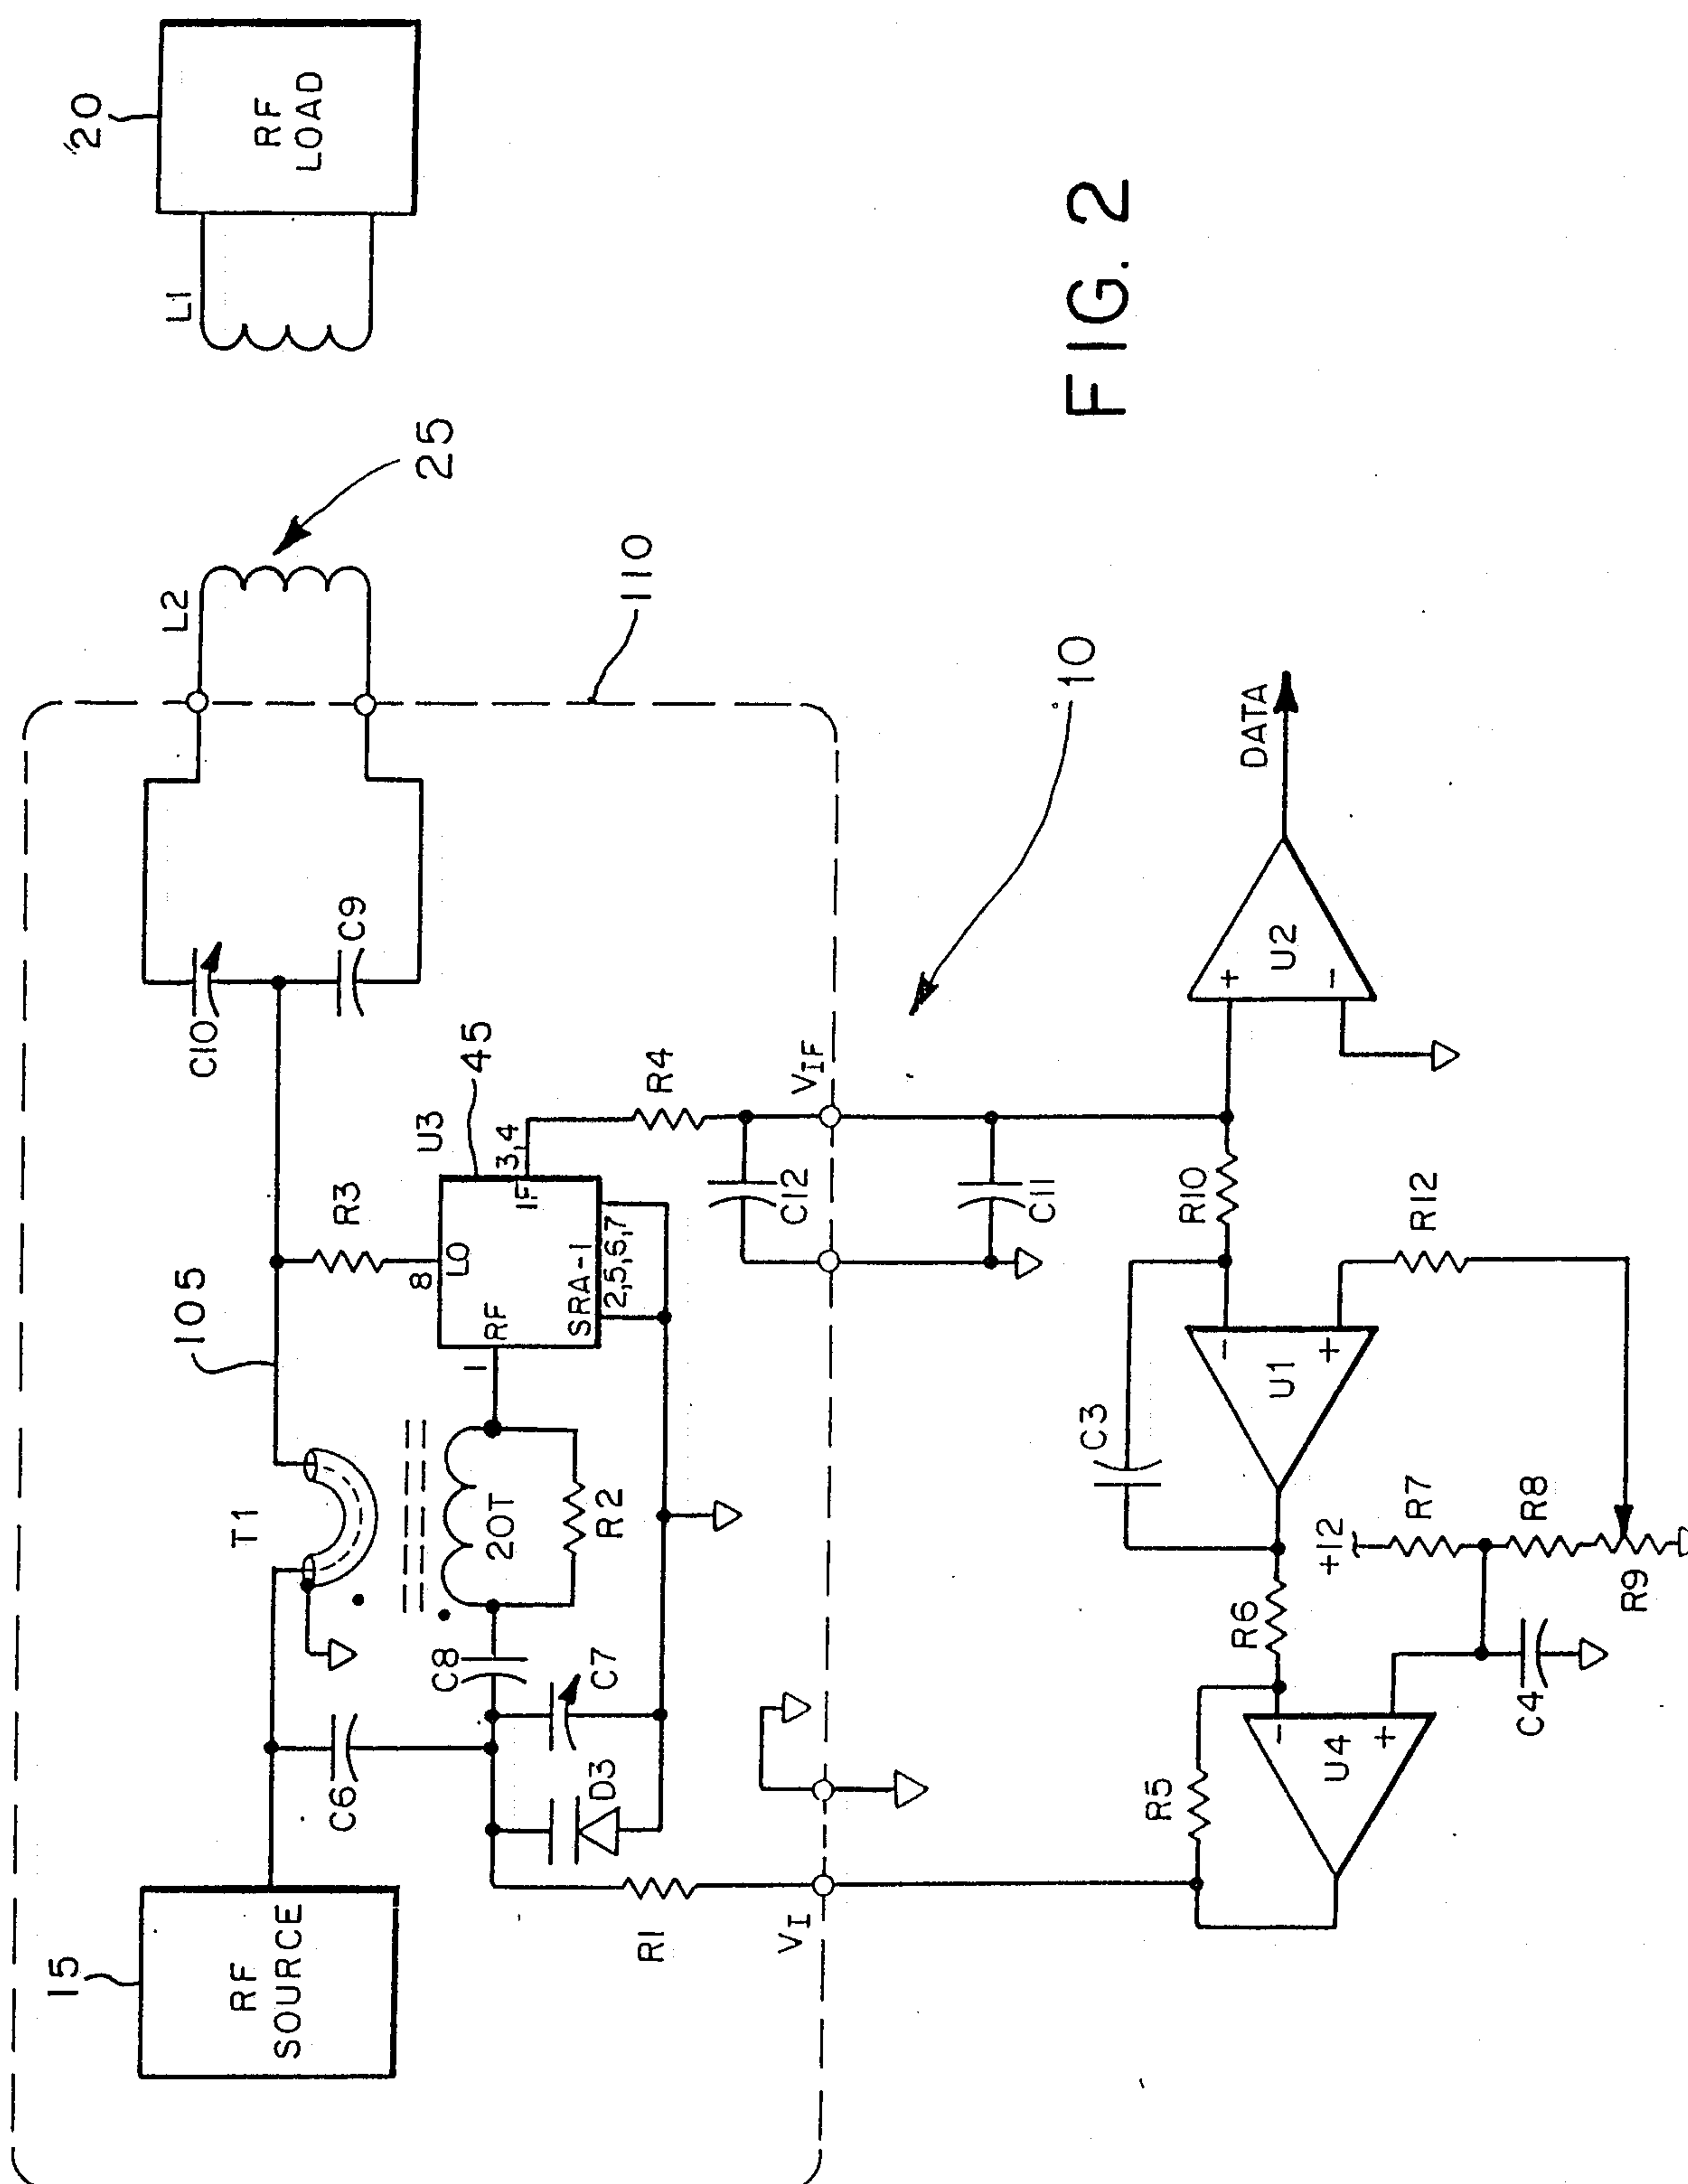 20
RF
LOAD
L1
25
L2
110
C10
C9
105
R3
U3
45
8
LO
RF
IF
3,4
SRA-1
2,5,6,7
1
T1
20T
R2
C8
C7
C6
D3
R1
15
RF
SOURCE
R4
C12
VIF
C11
10
VI
R10
R12
+
-
U2
DATA
-
+
U1
C3
R6
R5
-
+
U4
+12
R7
R8
R9
C4
FIG. 2